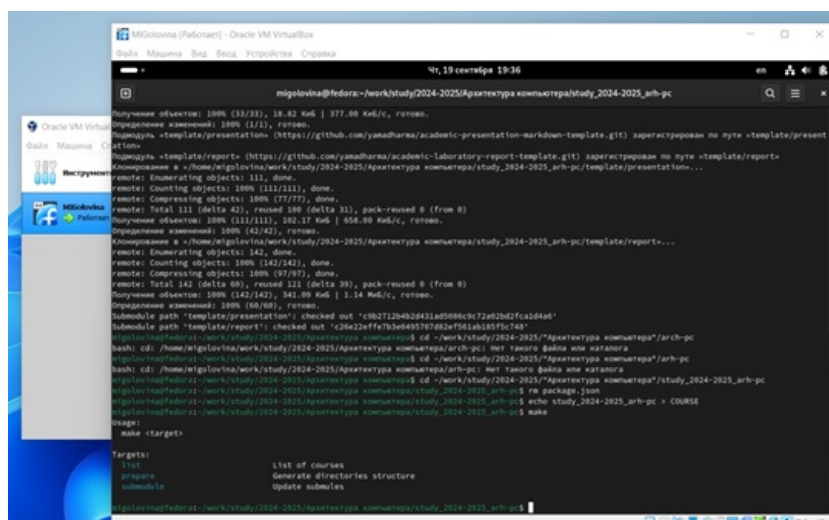 MIGolovina [Работает] - Oracle VM VirtualBox
Файл Машина Вид Ввод Устройства Справка
Чт, 19 сентября 19:36
en
migolovina@fedora:~/work/study/2024-2025/Архитектура компьютера/study_2024-2025_arh-pc
Oracle VM Virtual
Файл Машина
Инструменты
MIGolovina
Работает
Получение объектов: 100% (33/33), 18.82 КиБ | 377.00 КиБ/с, готово.
Определение изменений: 100% (1/1), готово.
Подмодуль «template/presentation» (https://github.com/yamadharma/academic-presentation-markdown-template.git) зарегистрирован по пути «template/present
ation»
Подмодуль «template/report» (https://github.com/yamadharma/academic-laboratory-report-template.git) зарегистрирован по пути «template/report»
Клонирование в «/home/migolovina/work/study/2024-2025/Архитектура компьютера/study_2024-2025_arh-pc/template/presentation»...
remote: Enumerating objects: 111, done.
remote: Counting objects: 100% (111/111), done.
remote: Compressing objects: 100% (77/77), done.
remote: Total 111 (delta 42), reused 100 (delta 31), pack-reused 0 (from 0)
Получение объектов: 100% (111/111), 102.17 КиБ | 658.00 КиБ/с, готово.
Определение изменений: 100% (42/42), готово.
Клонирование в «/home/migolovina/work/study/2024-2025/Архитектура компьютера/study_2024-2025_arh-pc/template/report»...
remote: Enumerating objects: 142, done.
remote: Counting objects: 100% (142/142), done.
remote: Compressing objects: 100% (97/97), done.
remote: Total 142 (delta 60), reused 121 (delta 39), pack-reused 0 (from 0)
Получение объектов: 100% (142/142), 341.09 КиБ | 1.14 МиБ/с, готово.
Определение изменений: 100% (60/60), готово.
Submodule path 'template/presentation': checked out 'c9b2712b4b2d431ad5086c9c72a02bd2fca1d4a6'
Submodule path 'template/report': checked out 'c26e22effe7b3e0495707d82ef561ab185f5c748'
migolovina@fedora:~/work/study/2024-2025/Архитектура компьютера$ cd ~/work/study/2024-2025/"Архитектура компьютера"/arch-pc
bash: cd: /home/migolovina/work/study/2024-2025/Архитектура компьютера/arch-pc: Нет такого файла или каталога
migolovina@fedora:~/work/study/2024-2025/Архитектура компьютера$ cd ~/work/study/2024-2025/"Архитектура компьютера"/arh-pc
bash: cd: /home/migolovina/work/study/2024-2025/Архитектура компьютера/arh-pc: Нет такого файла или каталога
migolovina@fedora:~/work/study/2024-2025/Архитектура компьютера$ cd ~/work/study/2024-2025/"Архитектура компьютера"/study_2024-2025_arh-pc
migolovina@fedora:~/work/study/2024-2025/Архитектура компьютера/study_2024-2025_arh-pc$ rm package.json
migolovina@fedora:~/work/study/2024-2025/Архитектура компьютера/study_2024-2025_arh-pc$ echo study_2024-2025_arh-pc > COURSE
migolovina@fedora:~/work/study/2024-2025/Архитектура компьютера/study_2024-2025_arh-pc$ make
Usage:
make <target>
Targets:
list List of courses
prepare Generate directories structure
submodule Update submules
migolovina@fedora:~/work/study/2024-2025/Архитектура компьютера/study_2024-2025_arh-pc$